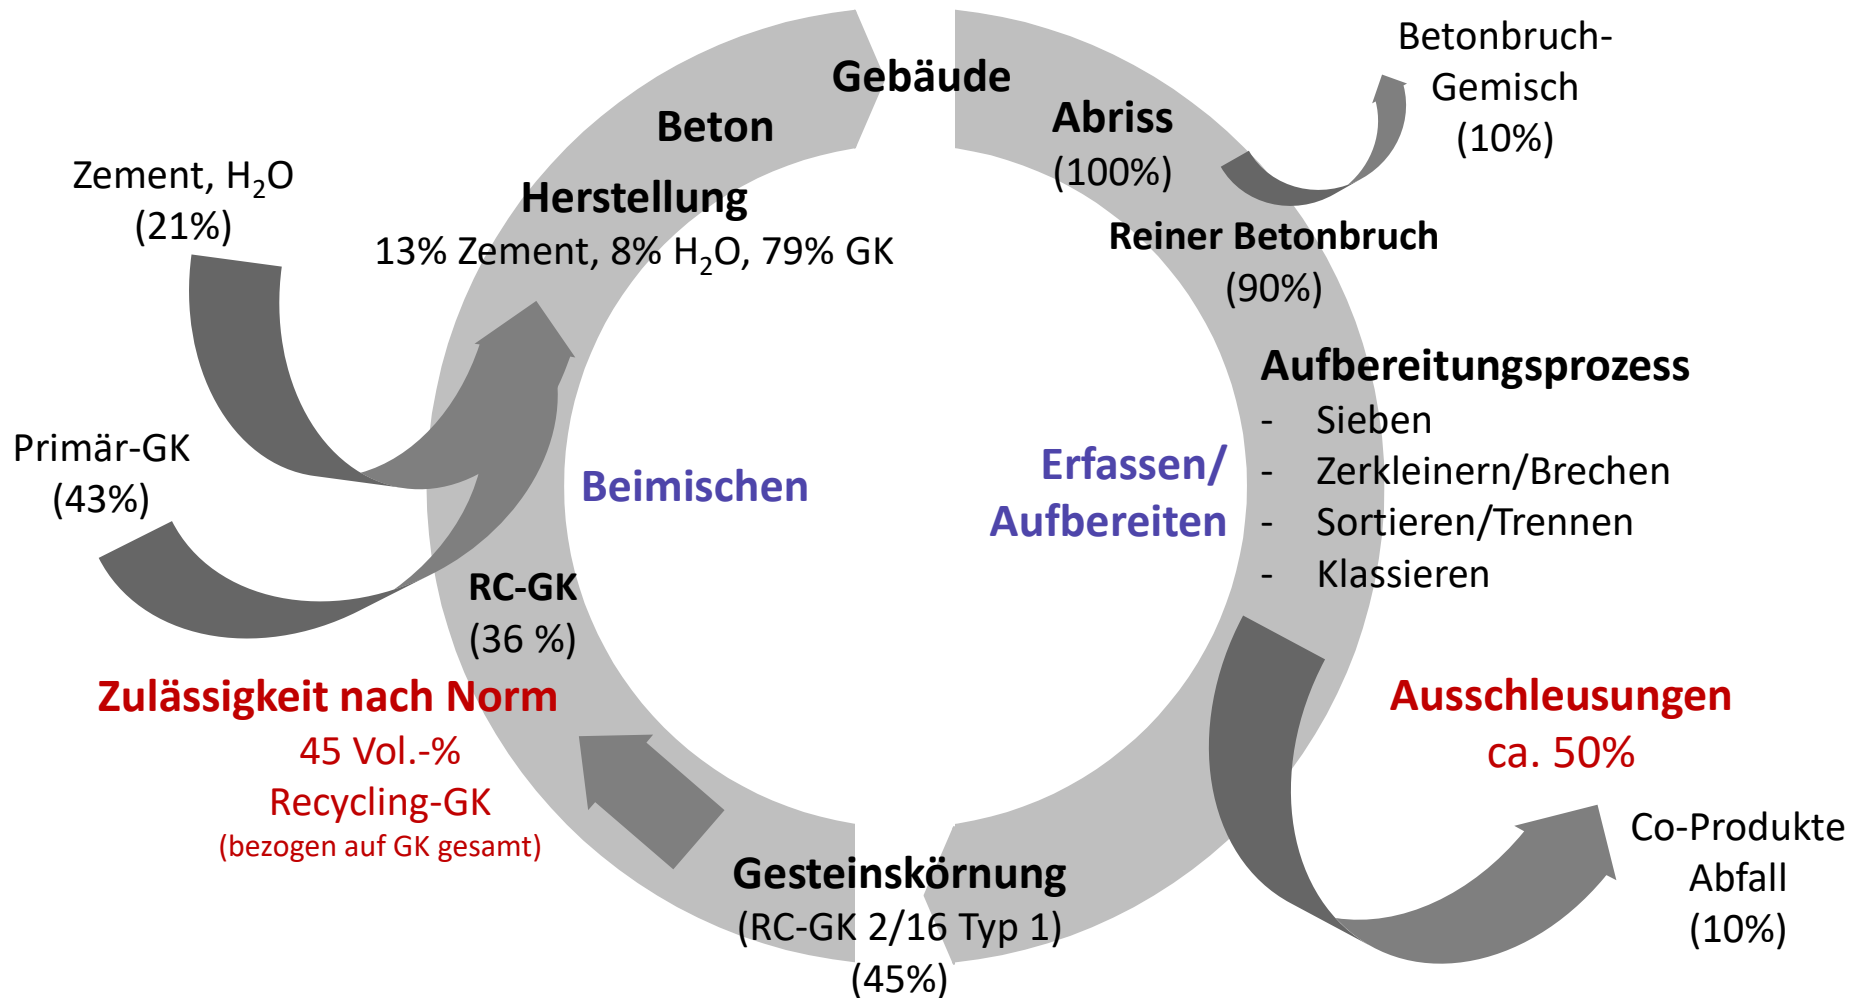 Gebäude
Beton
Herstellung
13% Zement, 8% H₂O, 79% GK
Zement, H₂O
(21%)
Primär-GK
(43%)
Beimischen
RC-GK
(36 %)
Zulässigkeit nach Norm
45 Vol.-%
Recycling-GK
(bezogen auf GK gesamt)
Abriss
(100%)
Betonbruch-
Gemisch
(10%)
Reiner Betonbruch
(90%)
Aufbereitungsprozess
- Sieben
- Zerkleinern/Brechen
- Sortieren/Trennen
- Klassieren
Erfassen/
Aufbereiten
Ausschleusungen
ca. 50%
Co-Produkte
Abfall
(10%)
Gesteinskörnung
(RC-GK 2/16 Typ 1)
(45%)